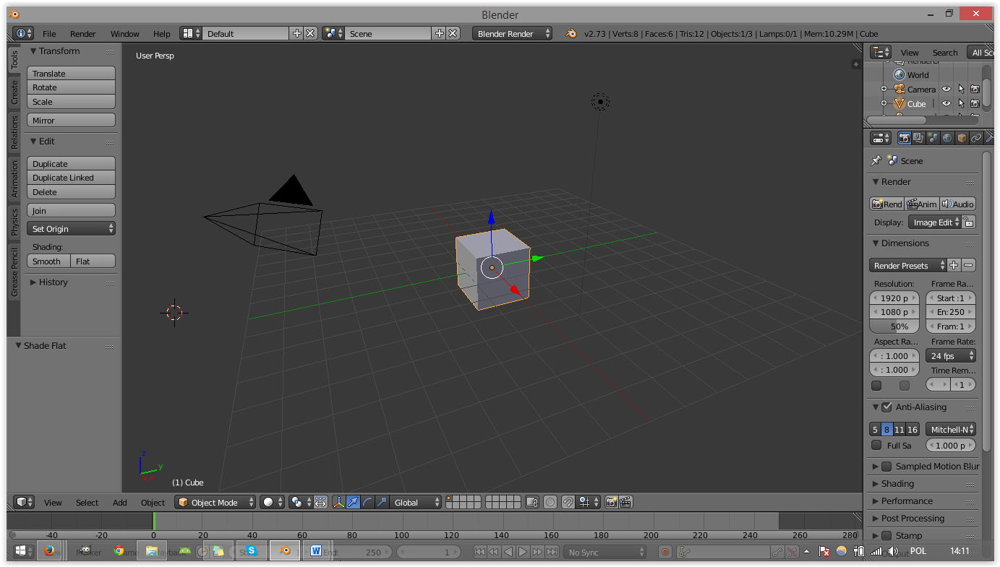 Blender
File Render Window Help Default Scene Blender Render v2.73 | Verts:8 | Faces:6 | Tris:12 | Objects:1/3 | Lamps:0/1 | Mem:10.29M | Cube
Tools
Create
Relations
Animation
Physics
Grease Pencil
Transform
Translate
Rotate
Scale
Mirror
Edit
Duplicate
Duplicate Linked
Delete
Join
Set Origin
Shading:
Smooth Flat
History
Shade Flat
User Persp
z
y
x
(1) Cube
View Search All Sc
World
Camera
Cube
Scene
Render
Rend Anim Audio
Display: Image Edit
Dimensions
Render Presets
Resolution: Frame Ra...
1920 p Start :1
1080 p En: 250
50% Fram: 1
Aspect Ra... Frame Rate:
: 1.000 24 fps
: 1.000 Time Rem...
1
Anti-Aliasing
5 8 11 16 Mitchell-N
Full Sa 1.000 p
Sampled Motion Blur
Shading
Performance
Post Processing
Stamp
View Select Add Object Object Mode Global
-40 -20 0 20 40 60 80 100 120 140 160 180 200 220 240 260 280
End: 250 1 No Sync
POL 14:11